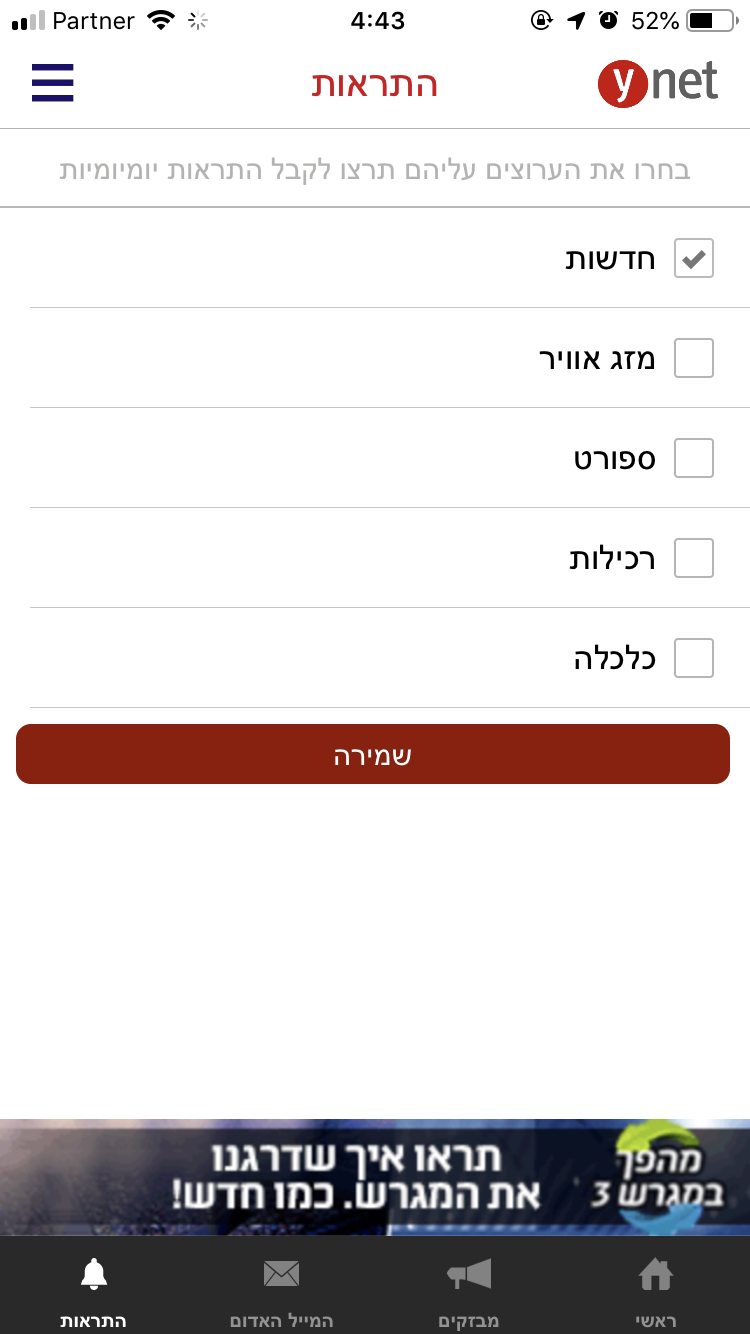 Partner 4:43 52%
התראות
ynet
בחרו את הערוצים עליהם תרצו לקבל התראות יומיומיות
חדשות
מזג אוויר
ספורט
רכילות
כלכלה
שמירה
מהפך
במגרש 3
תראו איך שדרגנו
את המגרש. כמו חדש!
ראשי
מבזקים
המייל האדום
התראות